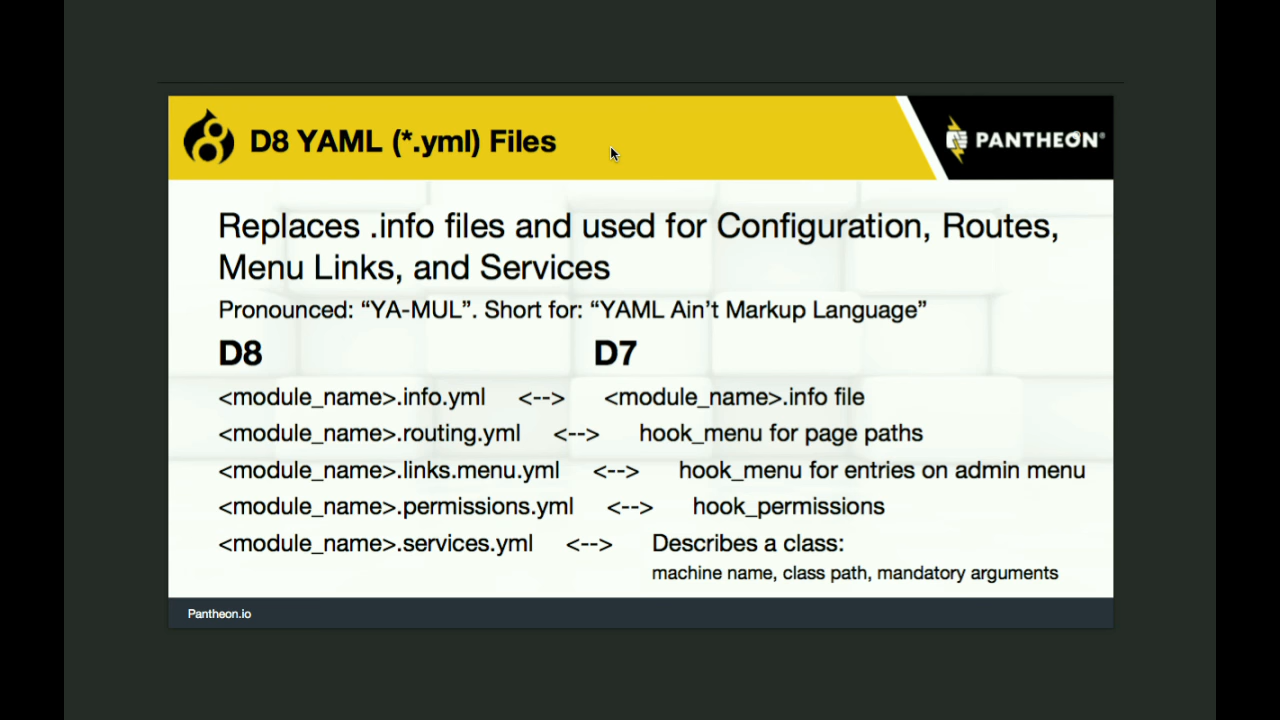 D8 YAML (*.yml) Files
PANTHEON®
Replaces .info files and used for Configuration, Routes,
Menu Links, and Services
Pronounced: “YA-MUL”. Short for: “YAML Ain’t Markup Language”
D8 D7
<module_name>.info.yml <--> <module_name>.info file
<module_name>.routing.yml <--> hook_menu for page paths
<module_name>.links.menu.yml <--> hook_menu for entries on admin menu
<module_name>.permissions.yml <--> hook_permissions
<module_name>.services.yml <--> Describes a class:
machine name, class path, mandatory arguments
Pantheon.io